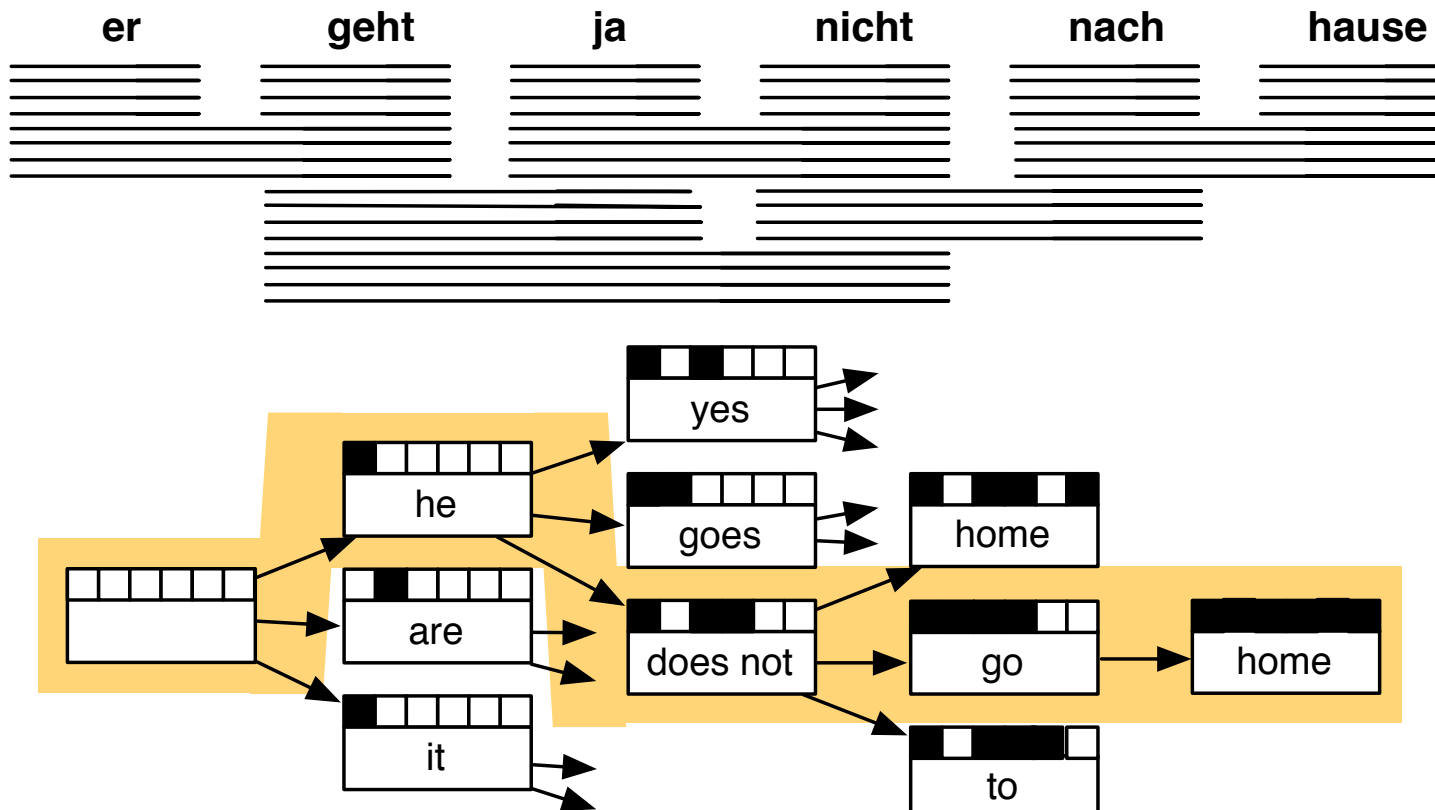 er geht ja nicht nach hause
yes
he
goes
home
are
does not
go
home
it
to